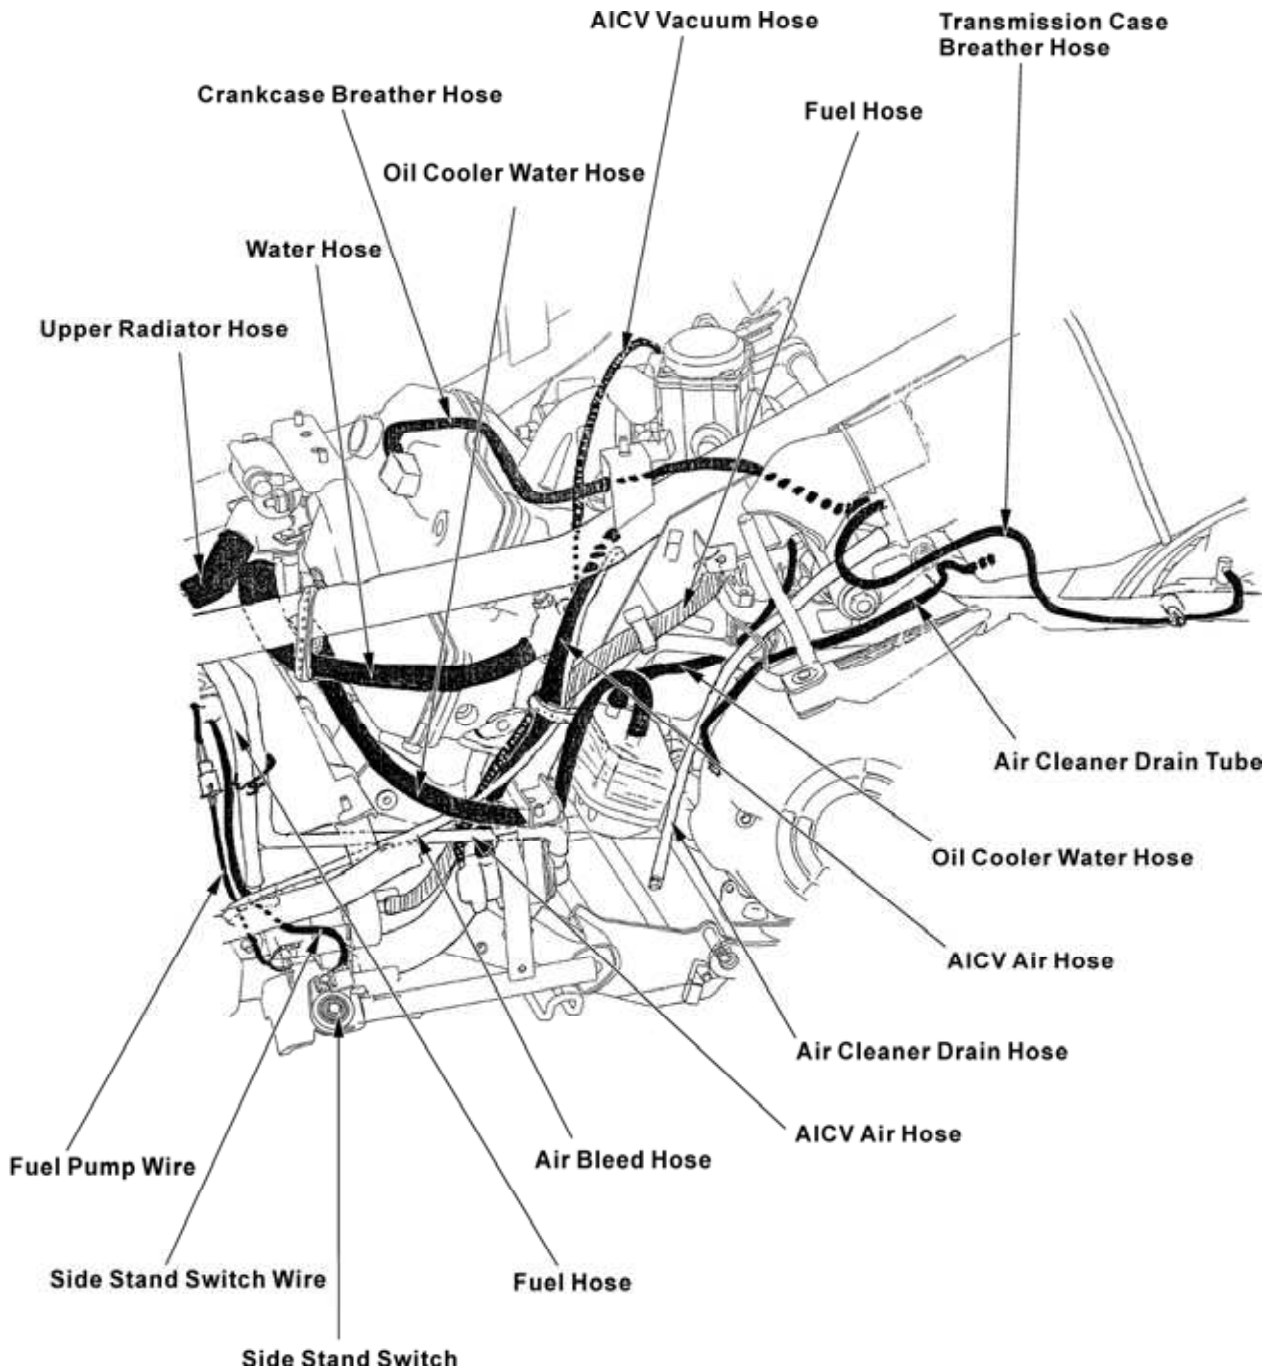 AICV Vacuum Hose
Transmission Case
Breather Hose
Crankcase Breather Hose
Fuel Hose
Oil Cooler Water Hose
Water Hose
Upper Radiator Hose
Air Cleaner Drain Tube
Oil Cooler Water Hose
AICV Air Hose
Air Cleaner Drain Hose
AICV Air Hose
Air Bleed Hose
Fuel Pump Wire
Side Stand Switch Wire
Fuel Hose
Side Stand Switch